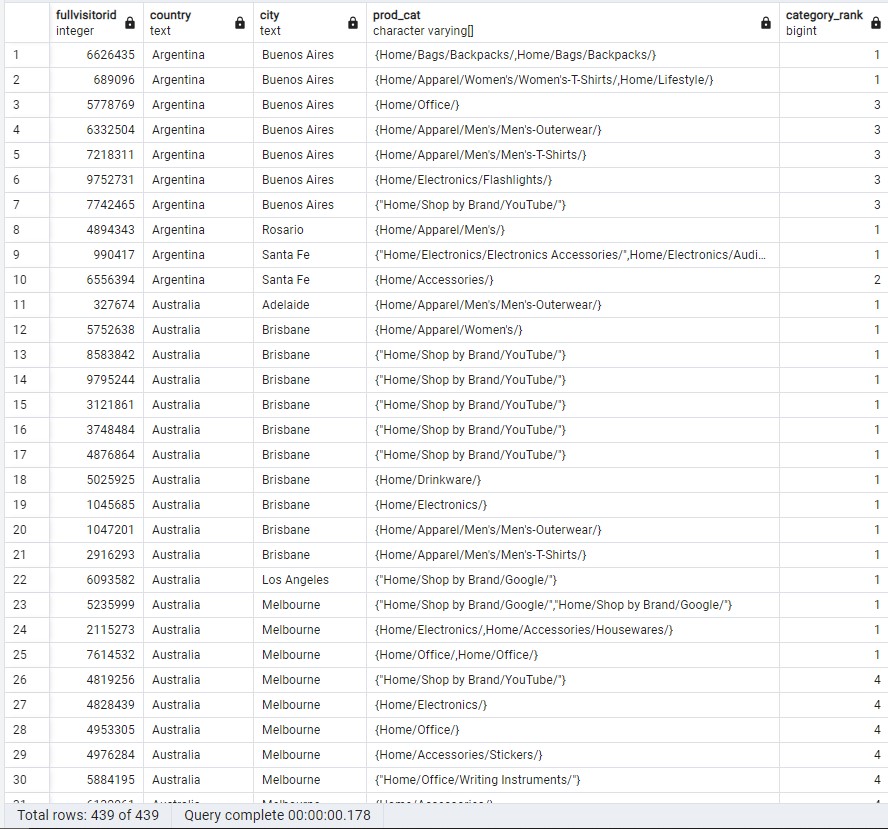 fullvisitorid country city prod_cat category_rank
integer text text character varying[] bigint
1 6626435 Argentina Buenos Aires {Home/Bags/Backpacks/,Home/Bags/Backpacks/} 1
2 689096 Argentina Buenos Aires {Home/Apparel/Women's/Women's-T-Shirts/,Home/Lifestyle/} 1
3 5778769 Argentina Buenos Aires {Home/Office/} 3
4 6332504 Argentina Buenos Aires {Home/Apparel/Men's/Men's-Outerwear/} 3
5 7218311 Argentina Buenos Aires {Home/Apparel/Men's/Men's-T-Shirts/} 3
6 9752731 Argentina Buenos Aires {Home/Electronics/Flashlights/} 3
7 7742465 Argentina Buenos Aires {"Home/Shop by Brand/YouTube/"} 3
8 4894343 Argentina Rosario {Home/Apparel/Men's/} 1
9 990417 Argentina Santa Fe {"Home/Electronics/Electronics Accessories/",Home/Electronics/Audi... 1
10 6556394 Argentina Santa Fe {Home/Accessories/} 2
11 327674 Australia Adelaide {Home/Apparel/Men's/Men's-Outerwear/} 1
12 5752638 Australia Brisbane {Home/Apparel/Women's/} 1
13 8583842 Australia Brisbane {"Home/Shop by Brand/YouTube/"} 1
14 9795244 Australia Brisbane {"Home/Shop by Brand/YouTube/"} 1
15 3121861 Australia Brisbane {"Home/Shop by Brand/YouTube/"} 1
16 3748484 Australia Brisbane {"Home/Shop by Brand/YouTube/"} 1
17 4876864 Australia Brisbane {"Home/Shop by Brand/YouTube/"} 1
18 5025925 Australia Brisbane {Home/Drinkware/} 1
19 1045685 Australia Brisbane {Home/Electronics/} 1
20 1047201 Australia Brisbane {Home/Apparel/Men's/Men's-Outerwear/} 1
21 2916293 Australia Brisbane {Home/Apparel/Men's/Men's-T-Shirts/} 1
22 6093582 Australia Los Angeles {"Home/Shop by Brand/Google/"} 1
23 5235999 Australia Melbourne {"Home/Shop by Brand/Google/","Home/Shop by Brand/Google/"} 1
24 2115273 Australia Melbourne {Home/Electronics/,Home/Accessories/Housewares/} 1
25 7614532 Australia Melbourne {Home/Office/,Home/Office/} 1
26 4819256 Australia Melbourne {"Home/Shop by Brand/YouTube/"} 4
27 4828439 Australia Melbourne {Home/Electronics/} 4
28 4953305 Australia Melbourne {Home/Office/} 4
29 4976284 Australia Melbourne {Home/Accessories/Stickers/} 4
30 5884195 Australia Melbourne {"Home/Office/Writing Instruments/"} 4
Total rows: 439 of 439 Query complete 00:00:00.178